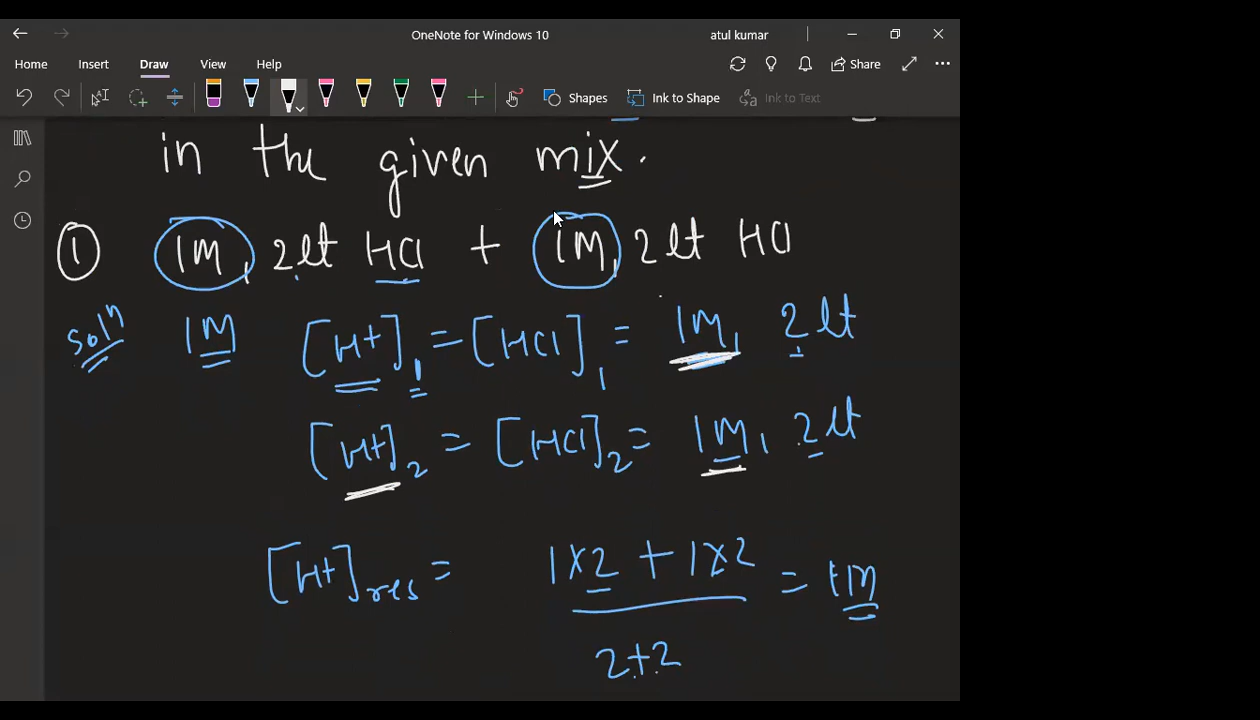 OneNote for Windows 10
atul kumar
Home Insert Draw View Help
Share
Shapes Ink to Shape Ink to Text
in the given mix.
① 1M, 2lt HCl + 1M, 2lt HCl
solⁿ 1M [H+]₁ = [HCl]₁ = 1M, 2lt
[H+]₂ = [HCl]₂ = 1M, 2lt
[H+]res = 1x2 + 1x2 = 1M
2+2